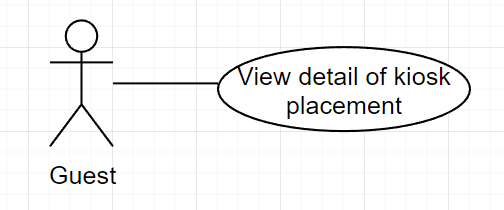 View detail of kiosk
placement
Guest